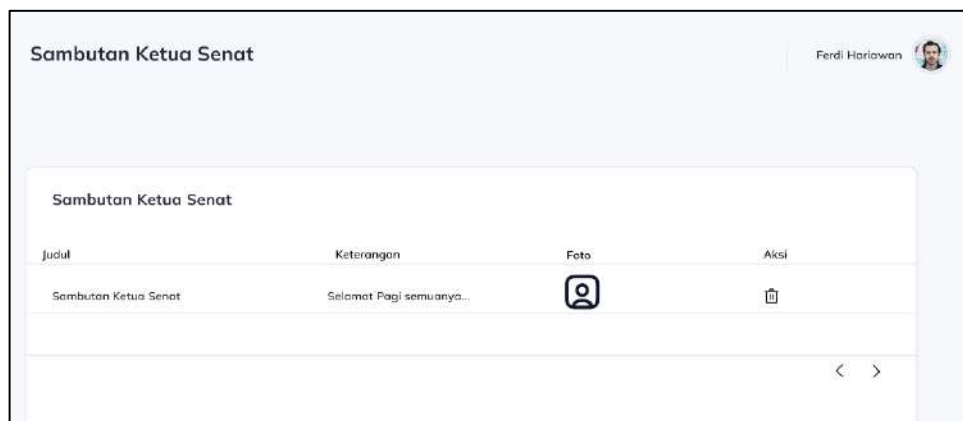 Sambutan Ketua Senat
Ferdi Hariawan
Sambutan Ketua Senat
Judul Keterangan Foto Aksi
Sambutan Ketua Senat Selamat Pagi semuanya...